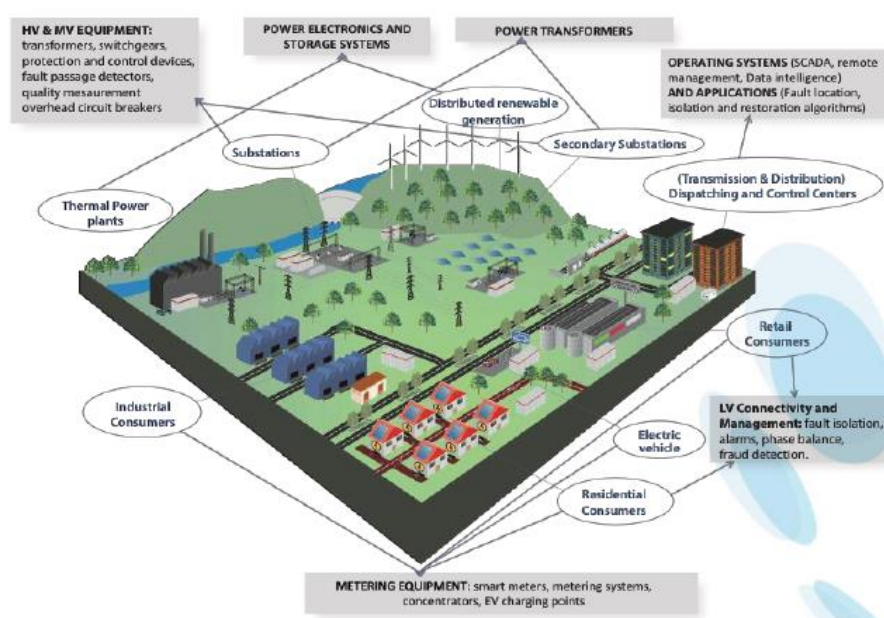 HV & MV EQUIPMENT:
transformers, switchgears,
protection and control devices,
fault passage detectors,
quality mesaurement
overhead circuit breakers
POWER ELECTRONICS AND
STORAGE SYSTEMS
POWER TRANSFORMERS
OPERATING SYSTEMS (SCADA, remote
management, Data intelligence)
AND APPLICATIONS (Fault location,
isolation and restoration algorithms)
Distributed renewable
generation
Substations
Secondary Substations
(Transmission & Distribution)
Dispatching and Control Centers
Thermal Power
plants
Retail
Consumers
Industrial
Consumers
LV Connectivity and
Management: fault isolation,
alarms, phase balance,
fraud detection.
Electric
vehicle
Residential
Consumers
METERING EQUIPMENT: smart meters, metering systems,
concentrators, EV charging points